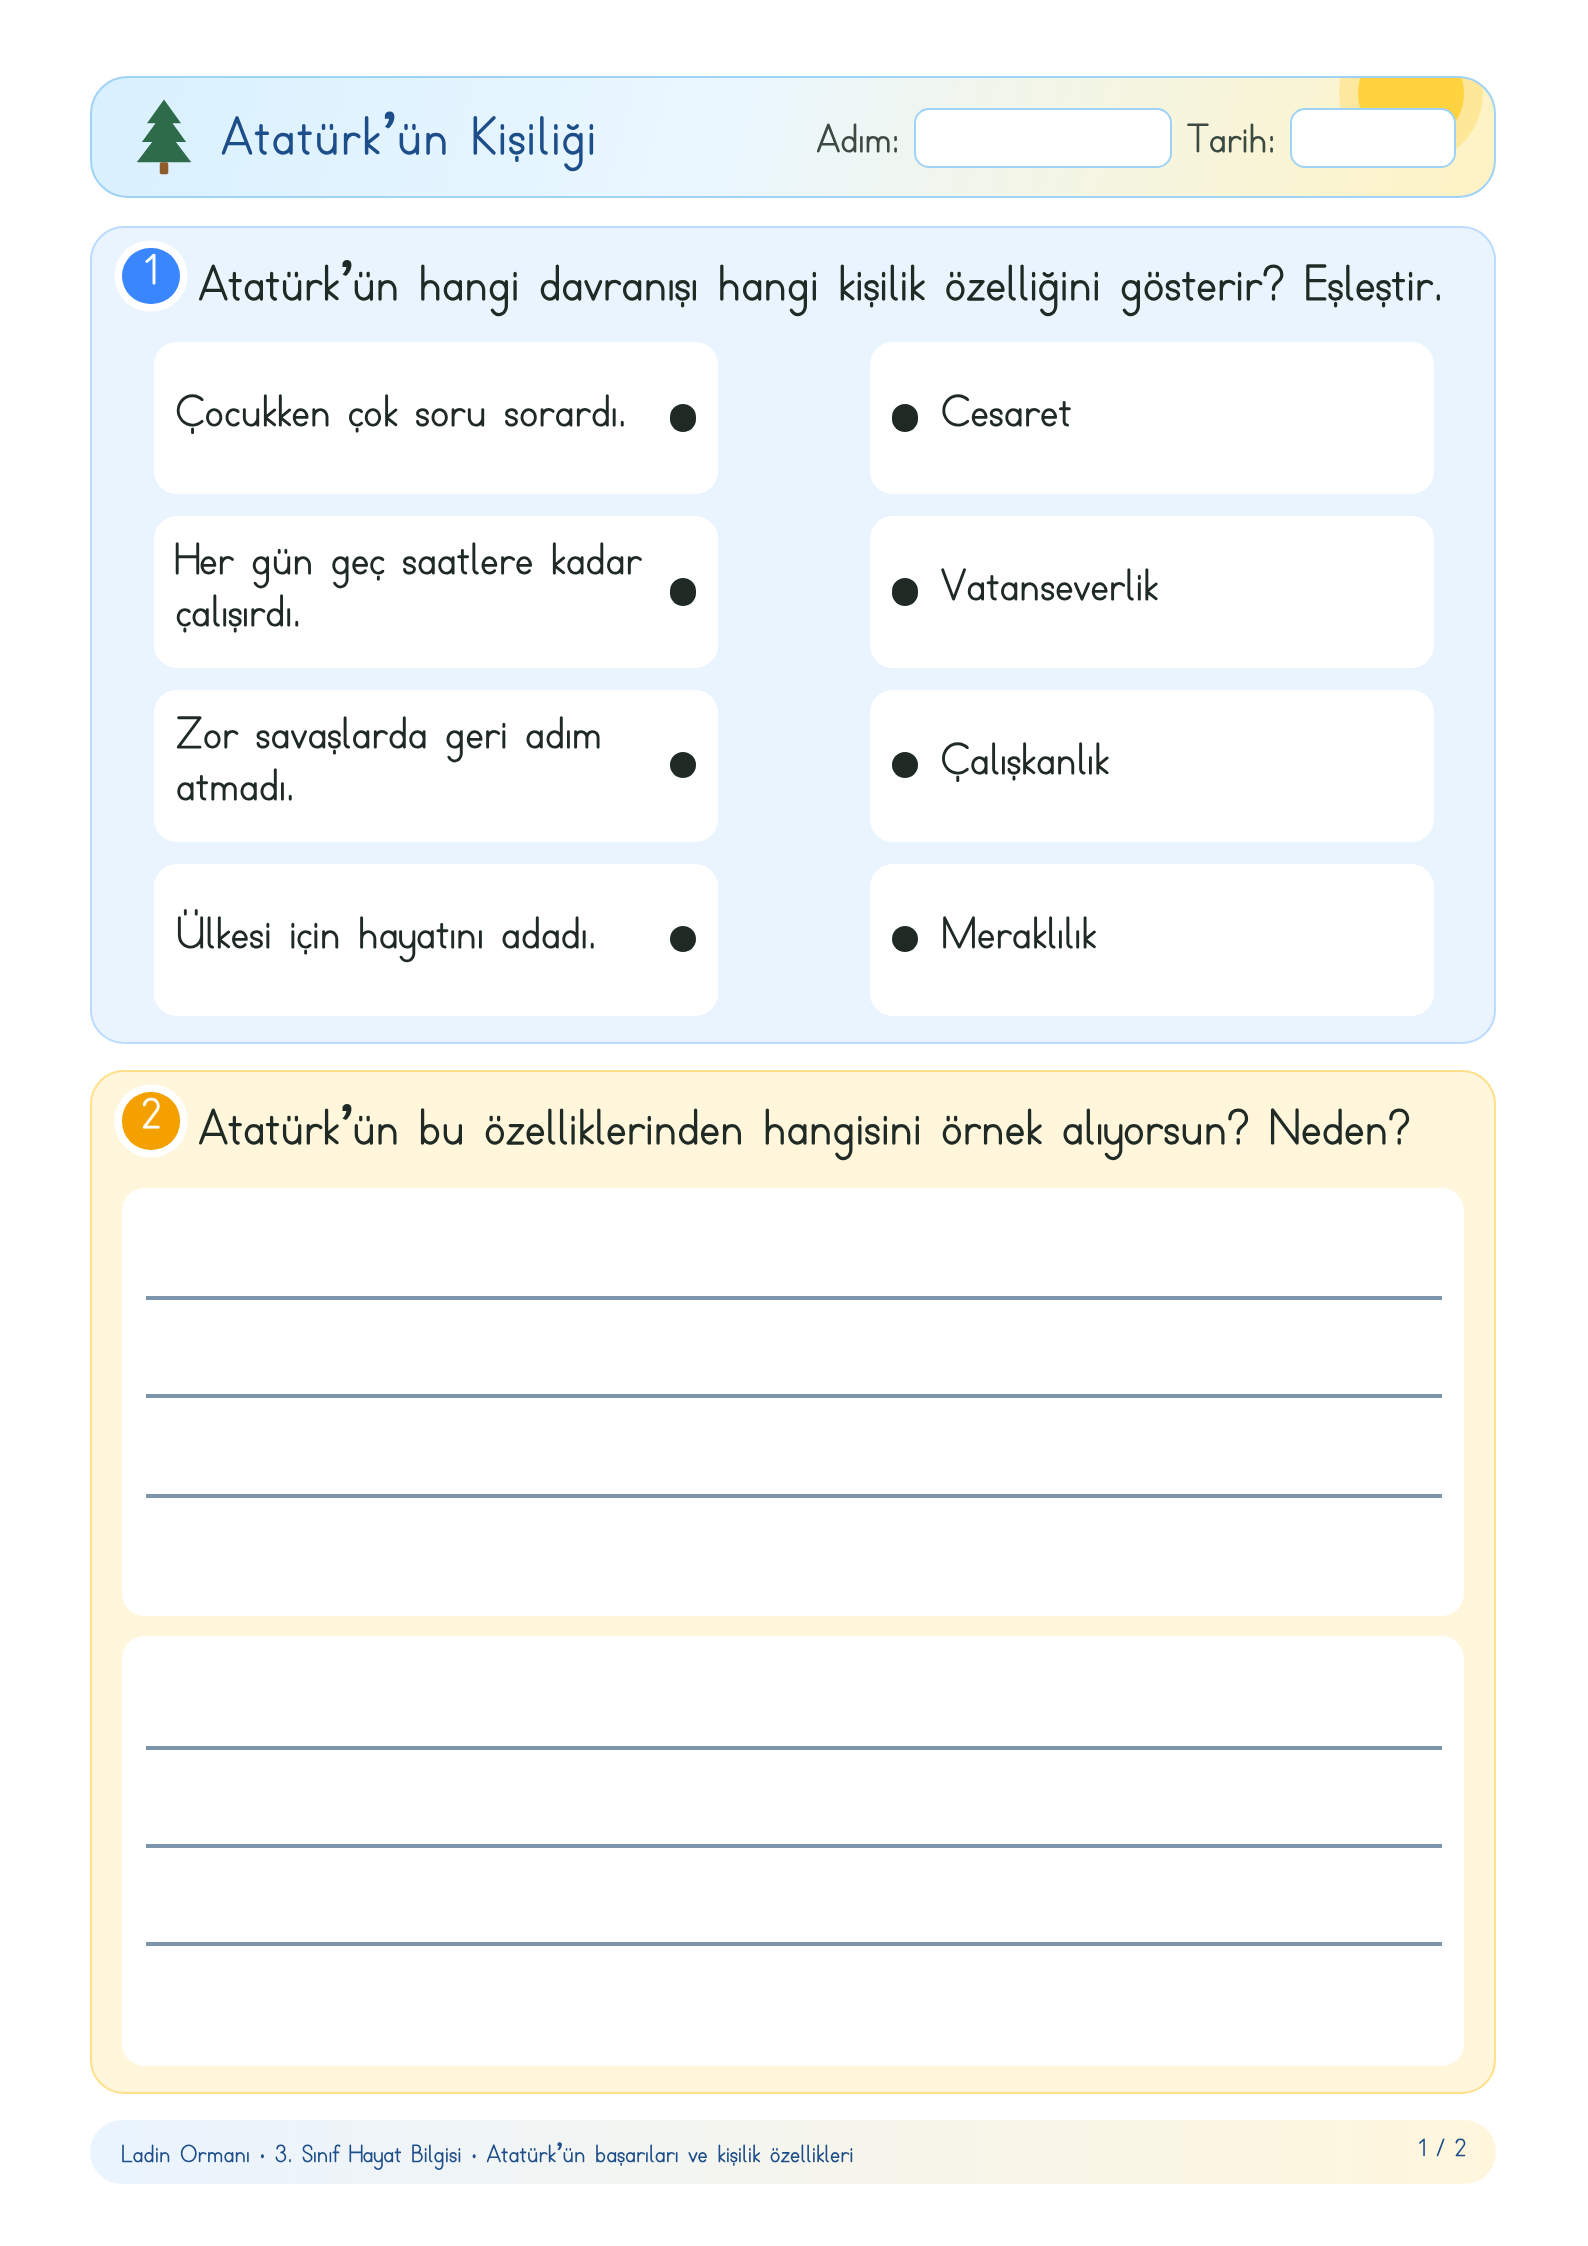 Atatürk’ün Kişiliği
Adım:
Tarih:
1
Atatürk’ün hangi davranışı hangi kişilik özelliğini gösterir? Eşleştir.
Çocukken çok soru sorardı.
Cesaret
Her gün geç saatlere kadar
çalışırdı.
Vatanseverlik
Zor savaşlarda geri adım
atmadı.
Çalışkanlık
Ülkesi için hayatını adadı.
Meraklılık
2
Atatürk’ün bu özelliklerinden hangisini örnek alıyorsun? Neden?
Ladin Ormanı • 3. Sınıf Hayat Bilgisi • Atatürk’ün başarıları ve kişilik özellikleri
1 / 2